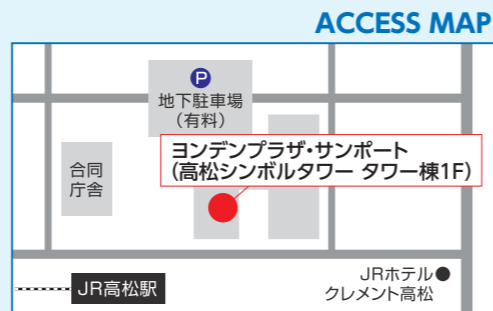 ACCESS MAP
P
地下駐車場
(有料)
ヨンデンプラザ・サンポート
(高松シンボルタワー タワー棟1F)
合同
庁舎
JR高松駅
JRホテル
クレメント高松